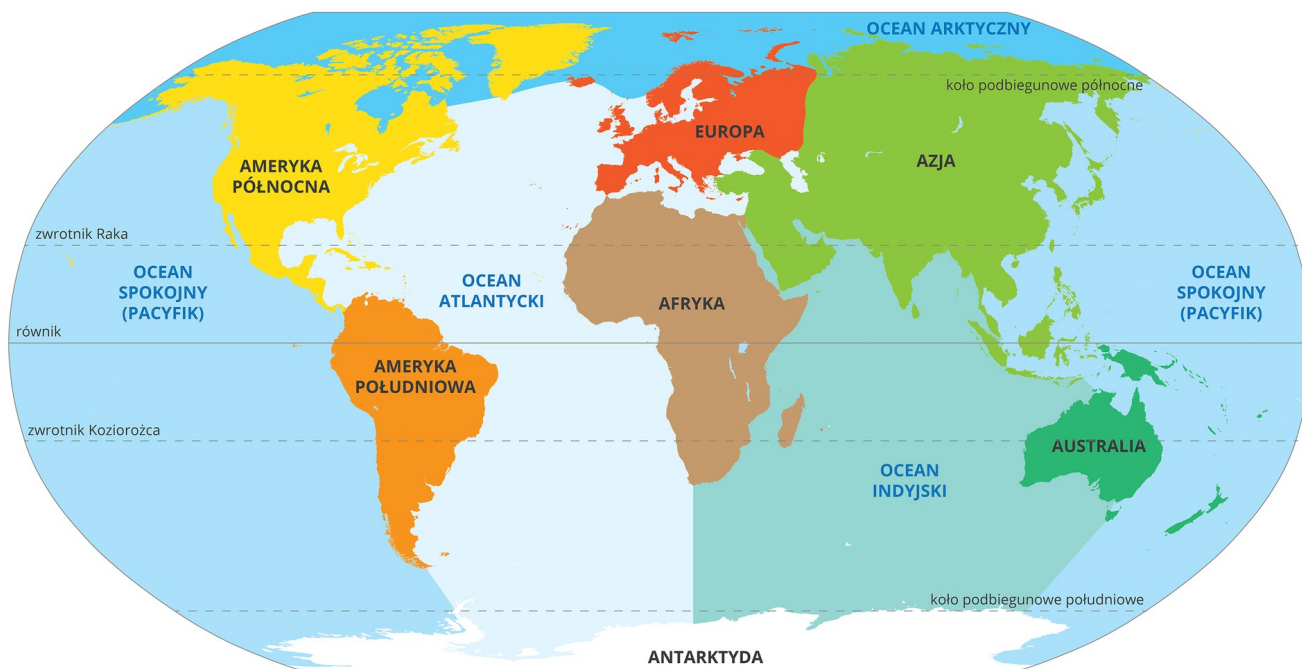 OCEAN ARKTYCZNY
koło podbiegunowe północne
EUROPA
AZJA
AMERYKA
PÓŁNOCNA
zwrotnik Raka
OCEAN
SPOKOJNY
(PACYFIK)
OCEAN
ATLANTYCKI
AFRYKA
OCEAN
SPOKOJNY
(PACYFIK)
równik
AMERYKA
POŁUDNIOWA
zwrotnik Koziorożca
AUSTRALIA
OCEAN
INDYJSKI
koło podbiegunowe południowe
ANTARKTYDA